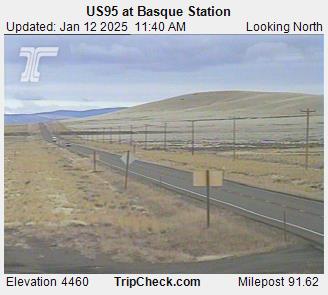 US95 at Basque Station
Updated: Jan 12 2025 11:40 AM Looking North
Elevation 4460 TripCheck.com Milepost 91.62